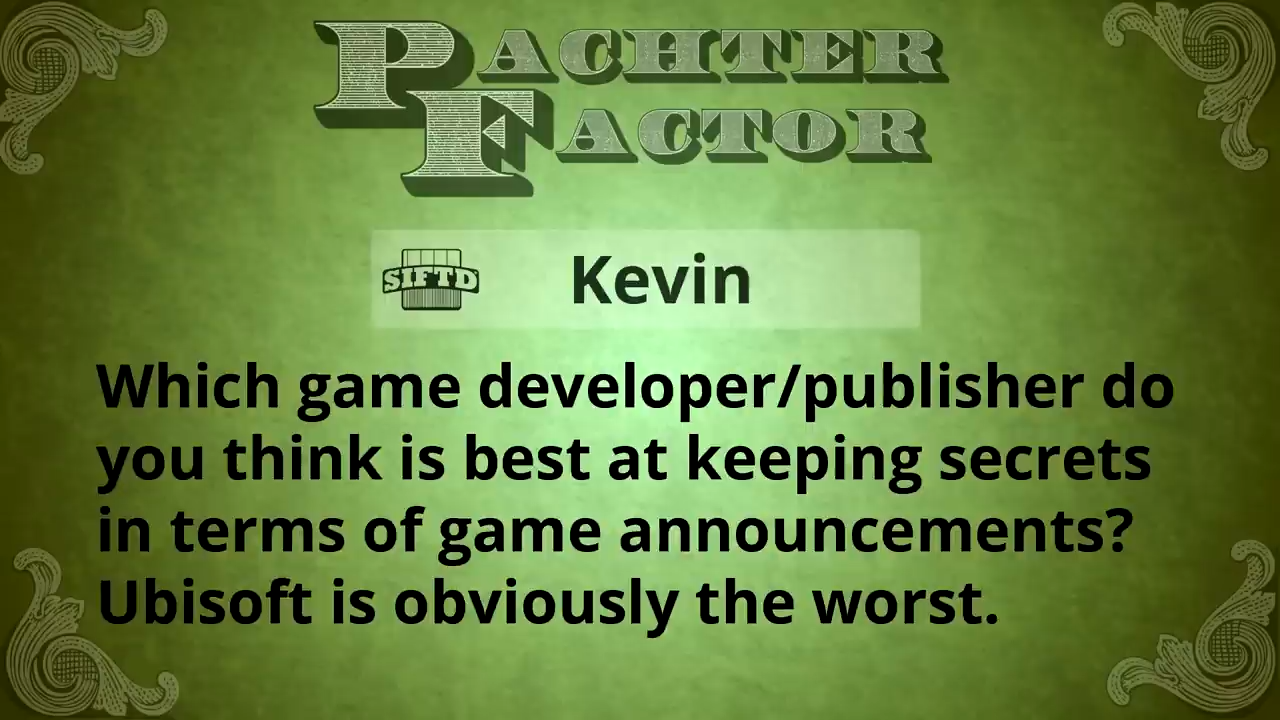 PACHTER
FACTOR
SIFTD
Kevin
Which game developer/publisher do
you think is best at keeping secrets
in terms of game announcements?
Ubisoft is obviously the worst.